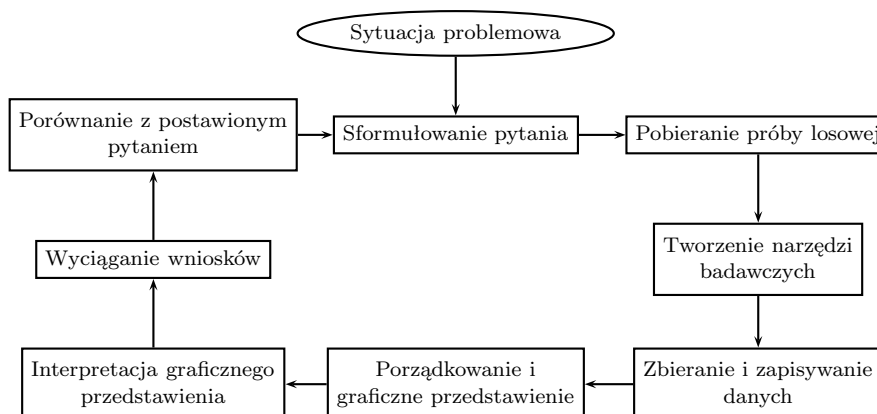 Sytuacja problemowa
Porównanie z postawionym
pytaniem
Sformułowanie pytania
Pobieranie próby losowej
Tworzenie narzędzi
badawczych
Wyciąganie wniosków
Interpretacja graficznego
przedstawienia
Porządkowanie i
graficzne przedstawienie
Zbieranie i zapisywanie
danych